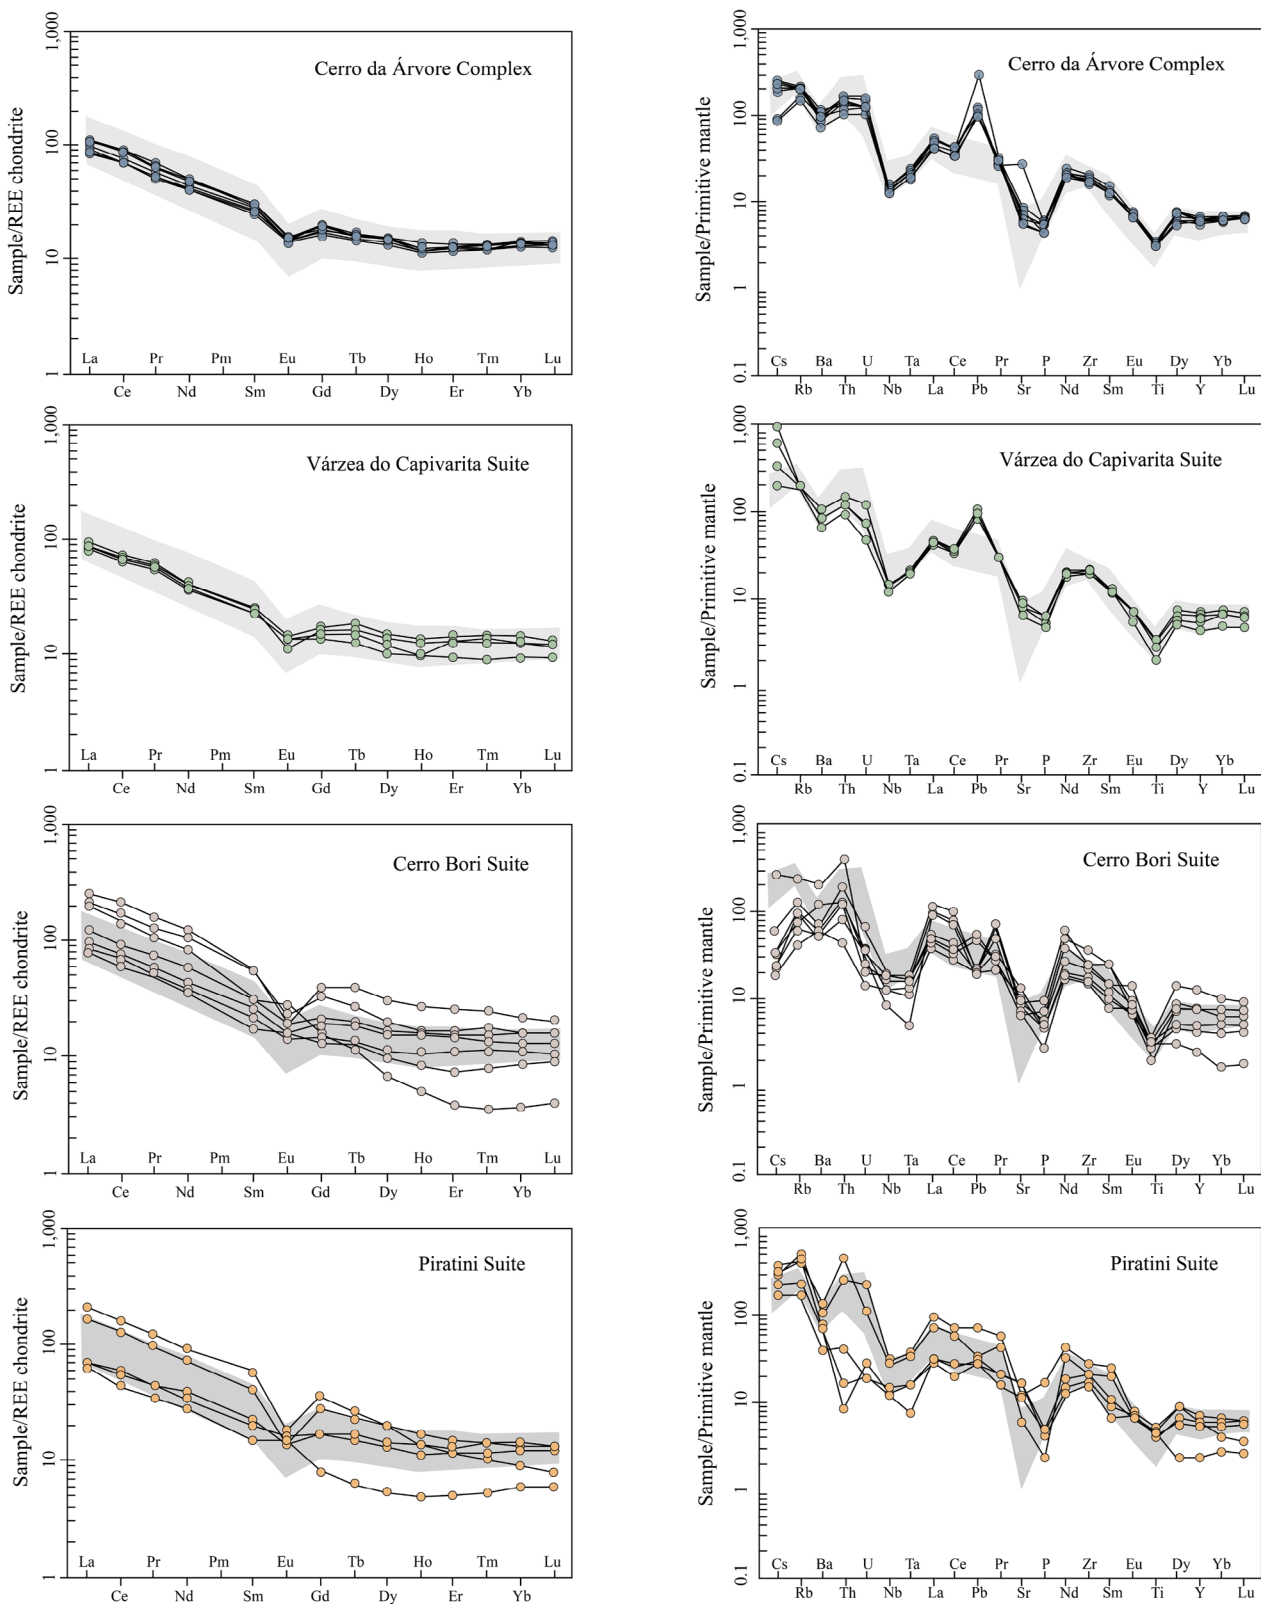 Cerro da Árvore Complex
Sample/REE chondrite
1,000
100
10
1
La Pr Pm Eu Tb Ho Tm Lu
Ce Nd Sm Gd Dy Er Yb
Cerro da Árvore Complex
Sample/Primitive mantle
1,000
100
10
1
0.1
Cs Ba U Ta Ce Pr P Zr Eu Dy Yb
Rb Th Nb La Pb Sr Nd Sm Ti Y Lu
Várzea do Capivarita Suite
Sample/REE chondrite
1,000
100
10
1
La Pr Pm Eu Tb Ho Tm Lu
Ce Nd Sm Gd Dy Er Yb
Várzea do Capivarita Suite
Sample/Primitive mantle
1,000
100
10
1
0.1
Cs Ba U Ta Ce Pr P Zr Eu Dy Yb
Rb Th Nb La Pb Sr Nd Sm Ti Y Lu
Cerro Bori Suite
Sample/REE chondrite
1,000
100
10
1
La Pr Pm Eu Tb Ho Tm Lu
Ce Nd Sm Gd Dy Er Yb
Cerro Bori Suite
Sample/Primitive mantle
1,000
100
10
1
0.1
Cs Ba U Ta Ce Pr P Zr Eu Dy Yb
Rb Th Nb La Pb Sr Nd Sm Ti Y Lu
Piratini Suite
Sample/REE chondrite
1,000
100
10
1
La Pr Pm Eu Tb Ho Tm Lu
Ce Nd Sm Gd Dy Er Yb
Piratini Suite
Sample/Primitive mantle
1,000
100
10
1
0.1
Cs Ba U Ta Ce Pr P Zr Eu Dy Yb
Rb Th Nb La Pb Sr Nd Sm Ti Y Lu